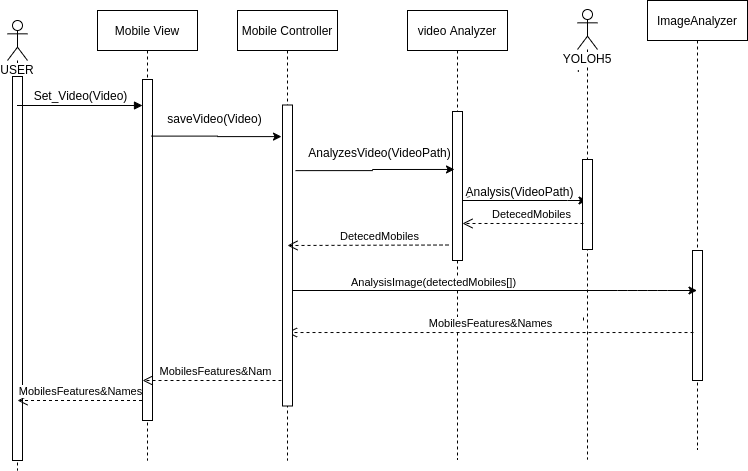 Mobile View
Mobile Controller
video Analyzer
ImageAnalyzer
USER
YOLOH5
Set_Video(Video)
saveVideo(Video)
AnalyzesVideo(VideoPath)
Analysis(VideoPath)
DetecedMobiles
DetecedMobiles
AnalysisImage(detectedMobiles[])
MobilesFeatures&Names
MobilesFeatures&Nam
MobilesFeatures&Names